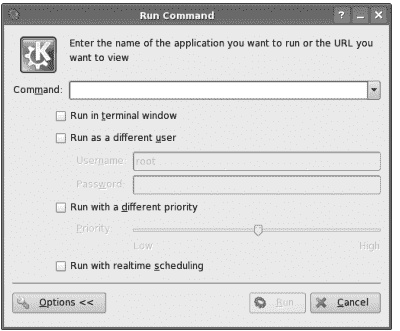 Run Command
Enter the name of the application you want to run or the URL you
want to view
Command:
Run in terminal window
Run as a different user
Username: root
Password:
Run with a different priority
Priority
Low High
Run with realtime scheduling
Options << Run Cancel